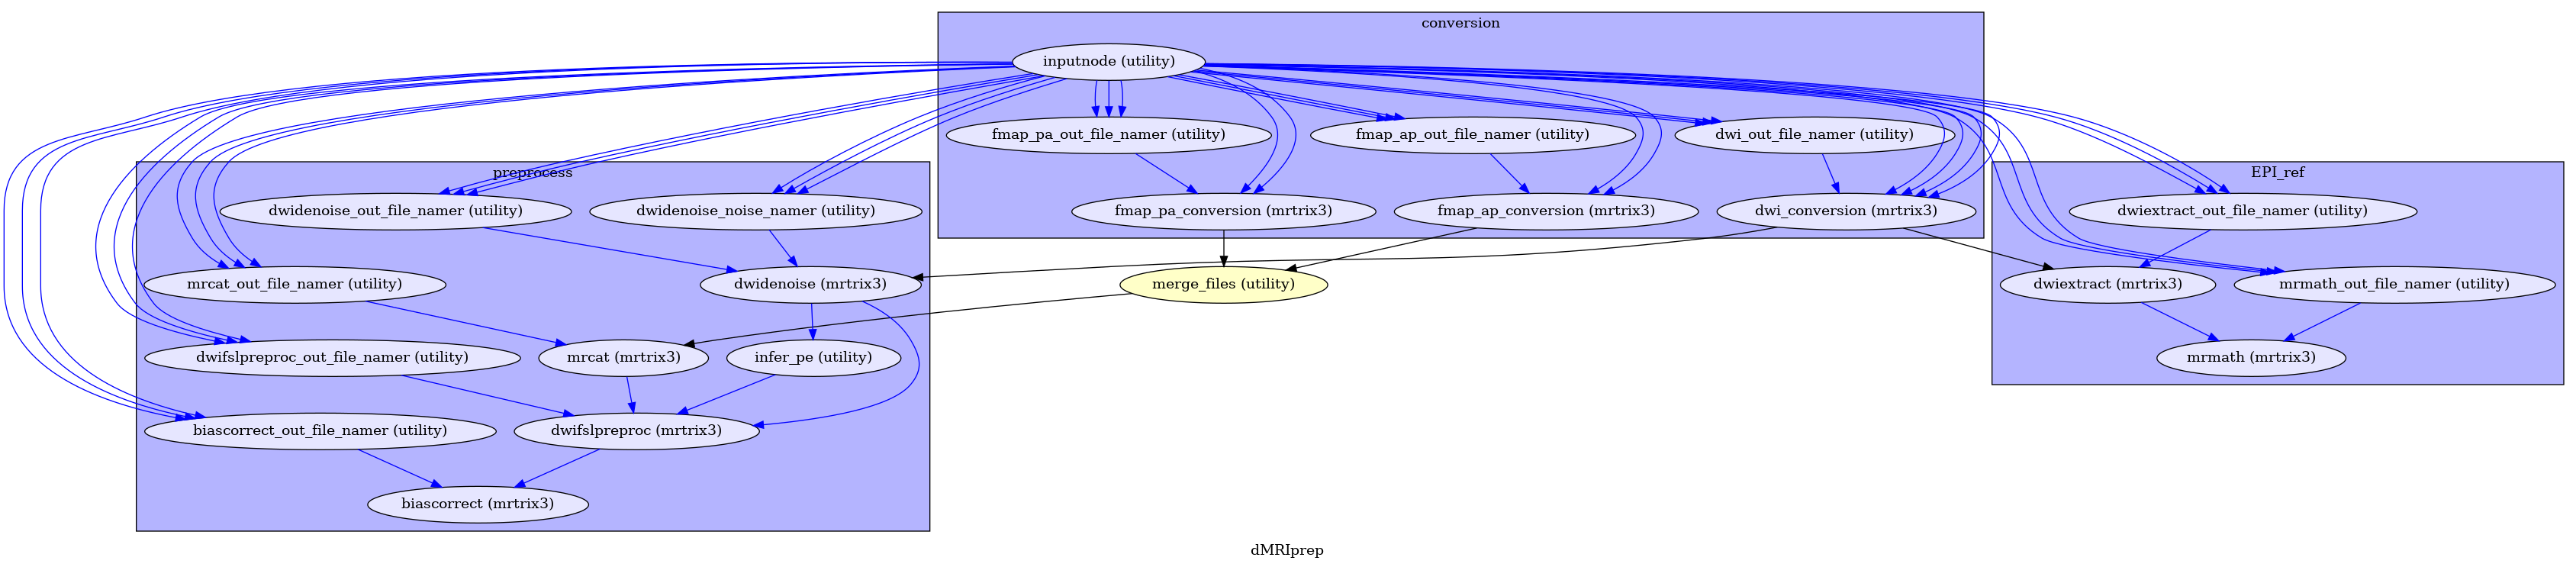 conversion
inputnode (utility)
fmap_pa_out_file_namer (utility)
fmap_ap_out_file_namer (utility)
dwi_out_file_namer (utility)
preprocess
EPI_ref
dwidenoise_out_file_namer (utility)
dwidenoise_noise_namer (utility)
fmap_pa_conversion (mrtrix3)
fmap_ap_conversion (mrtrix3)
dwi_conversion (mrtrix3)
dwiextract_out_file_namer (utility)
mrcat_out_file_namer (utility)
dwidenoise (mrtrix3)
merge_files (utility)
dwiextract (mrtrix3)
mrmath_out_file_namer (utility)
dwifslpreproc_out_file_namer (utility)
mrcat (mrtrix3)
infer_pe (utility)
mrmath (mrtrix3)
biascorrect_out_file_namer (utility)
dwifslpreproc (mrtrix3)
biascorrect (mrtrix3)
dMRIprep